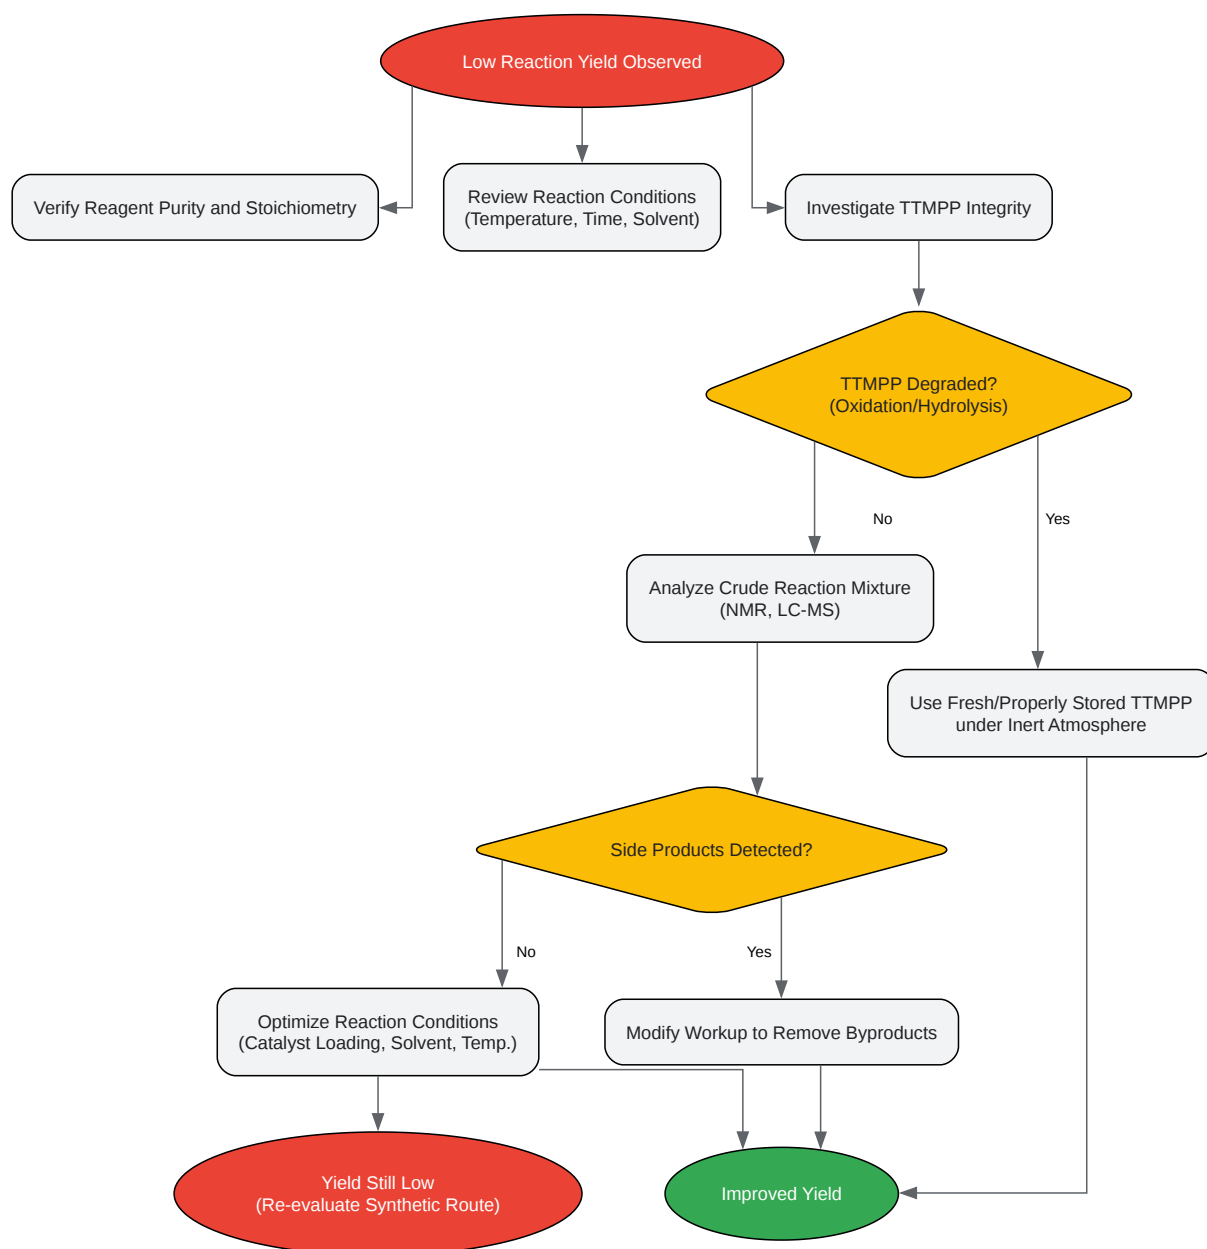 Low Reaction Yield Observed
Verify Reagent Purity and Stoichiometry
Review Reaction Conditions
(Temperature, Time, Solvent)
Investigate TTMPP Integrity
TTMPP Degraded?
(Oxidation/Hydrolysis)
No
Yes
Analyze Crude Reaction Mixture
(NMR, LC-MS)
Use Fresh/Properly Stored TTMPP
under Inert Atmosphere
Side Products Detected?
No
Yes
Optimize Reaction Conditions
(Catalyst Loading, Solvent, Temp.)
Modify Workup to Remove Byproducts
Yield Still Low
(Re-evaluate Synthetic Route)
Improved Yield